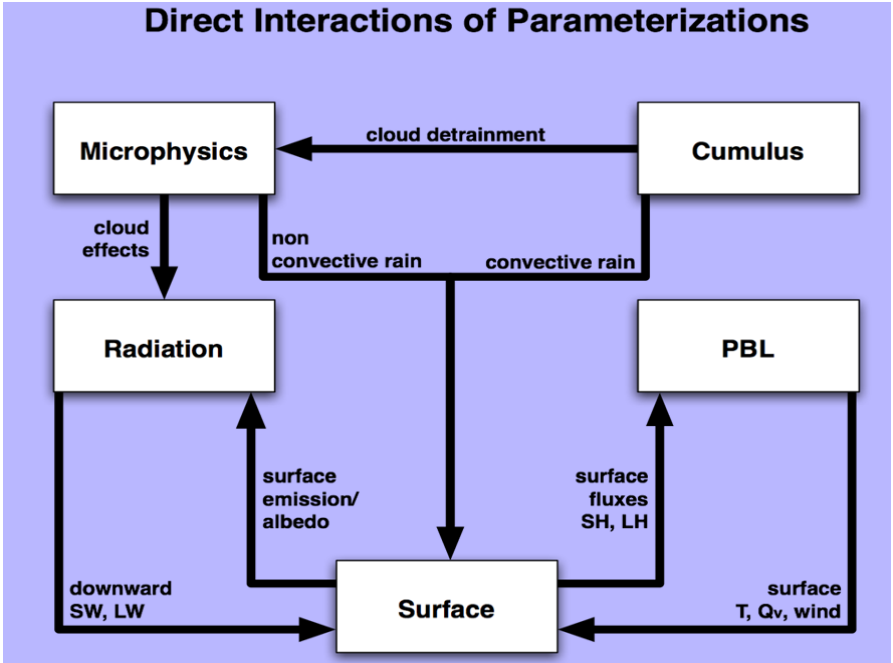 Direct Interactions of Parameterizations
Microphysics
cloud detrainment
Cumulus
cloud
effects
non
convective rain
convective rain
Radiation
PBL
surface
emission/
albedo
surface
fluxes
SH, LH
downward
SW, LW
Surface
surface
T, Qv, wind